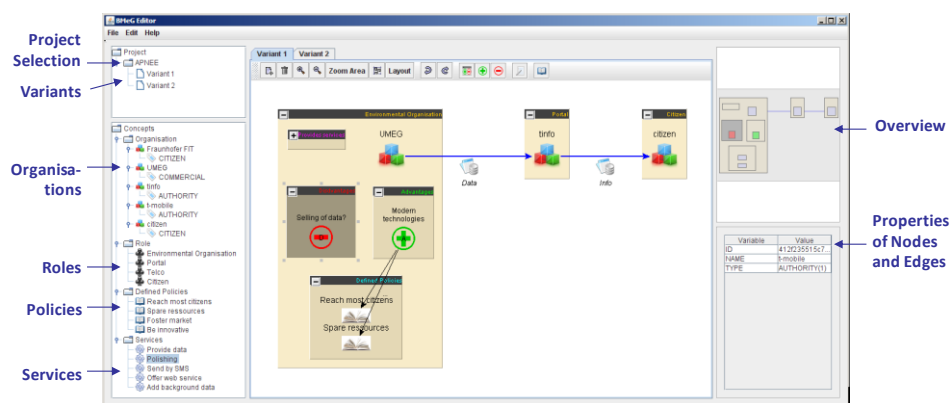 BMeG Editor
File Edit Help
Project
Selection
Variants
Organisa-
tions
Roles
Policies
Services
Project
APNEE
Variant 1
Variant 2
Concepts
Organisation
Fraunhofer FIT
CITIZEN
UMEG
COMMERCIAL
tinfo
AUTHORITY
t-mobile
AUTHORITY
citizen
CITIZEN
Role
Environmental Organisation
Portal
Telco
Citizen
Defined Policies
Reach most citizens
Spare ressources
Foster market
Be innovative
Services
Provide data
Polishing
Send by SMS
Offer web service
Add background data
Variant 1 Variant 2
Zoom Area Layout
Environmental Organisation
UMEG
Portal
tinfo
Citizen
citizen
Data
Info
Selling of data?
Advantages
Modern
technologies
Defined Policies
Reach most citizens
Spare ressources
Overview
Properties
of Nodes
and Edges
Variable Value
ID 412f235515c7...
NAME t-mobile
TYPE AUTHORITY(1)